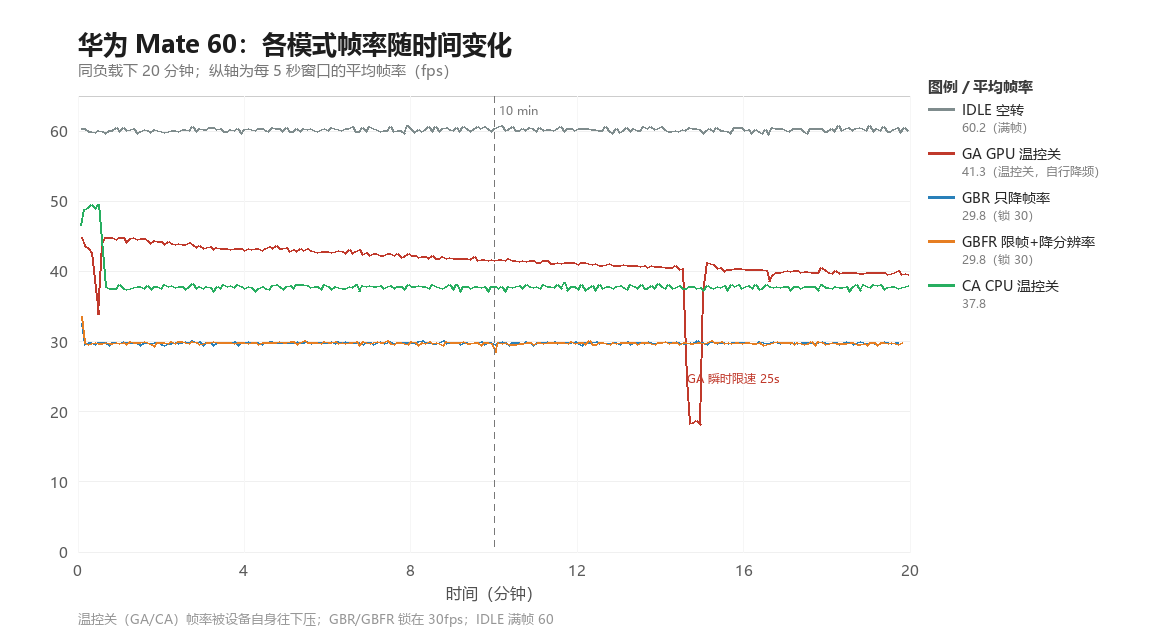 华为 Mate 60：各模式帧率随时间变化
同负载下 20 分钟；纵轴为每 5 秒窗口的平均帧率（fps）
10 min
60
50
40
30
20
10
0
GA 瞬时限速 25s
0 4 8 12 16 20
时间（分钟）
图例 / 平均帧率
IDLE 空转
60.2（满帧）
GA GPU 温控关
41.3（温控关，自行降频）
GBR 只降帧率
29.8（锁 30）
GBFR 限帧+降分辨率
29.8（锁 30）
CA CPU 温控关
37.8
温控关（GA/CA）帧率被设备自身往下压；GBR/GBFR 锁在 30fps；IDLE 满帧 60